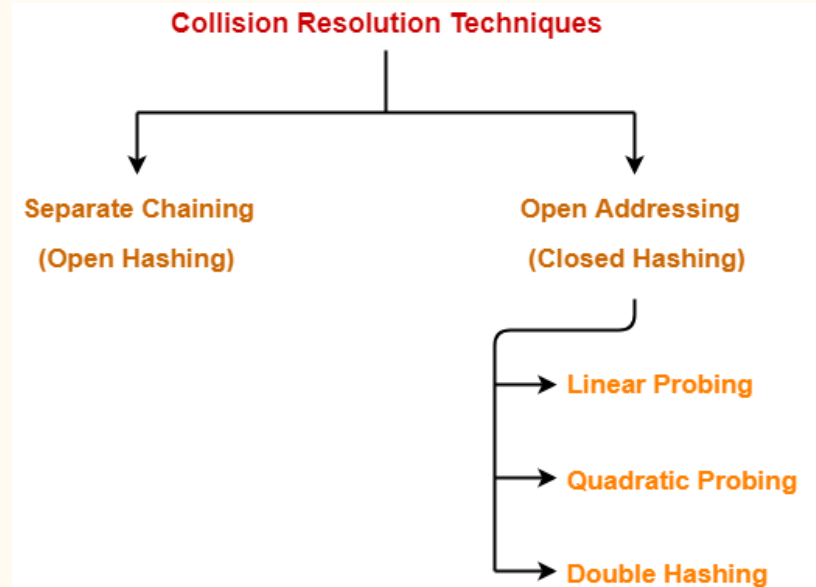 Collision Resolution Techniques
Separate Chaining
(Open Hashing)
Open Addressing
(Closed Hashing)
Linear Probing
Quadratic Probing
Double Hashing